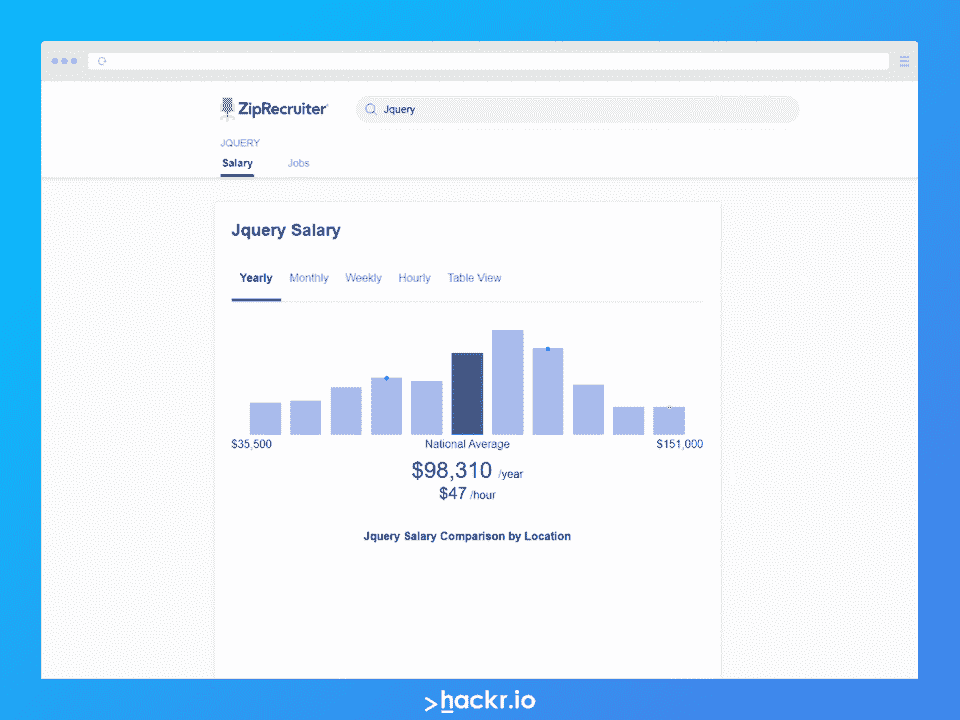 ZipRecruiter
Jquery
JQUERY
Salary Jobs
Jquery Salary
Yearly Monthly Weekly Hourly Table View
$35,500 National Average $151,000
$98,310 /year
$47 /hour
Jquery Salary Comparison by Location
>hackr.io